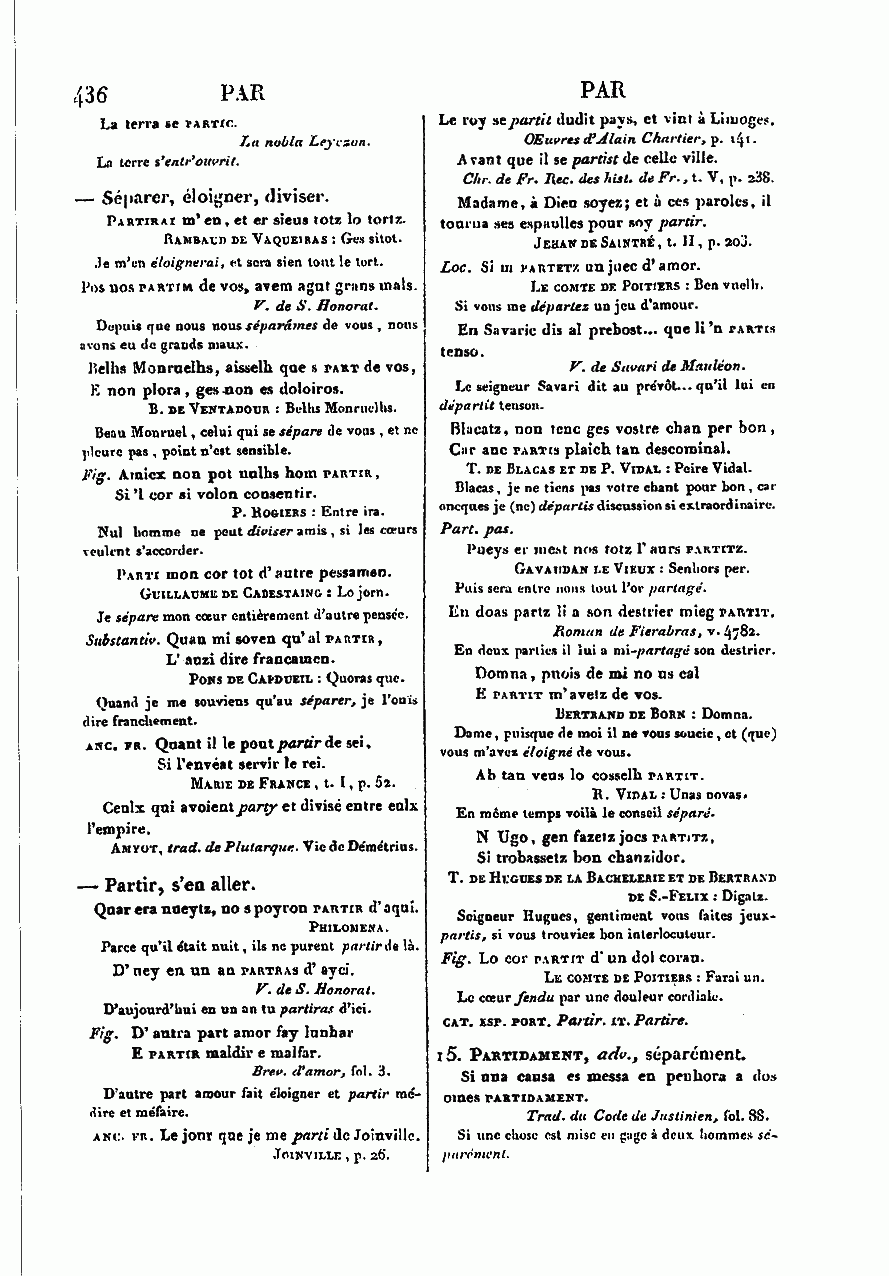 436 PAR PAR
La terra se PARTIC.
La nobla Leyczon.
La terre s'entr'ouvrit.
— Séparer, éloigner, diviser.
PARTIRAI m'en, et er sieus totz lo tortz.
RAMBAUD DE VAQUEIRAS : Ges sitot.
Je m'en éloignerai, et sera sien tout le tort.
Pos nos PARTIM de vos, avem agut grans mals.
V. de S. Honorat.
Depuis que nous nous séparâmes de vous, nous
avons eu de grands maux.
Belhs Monruelhs, aisselh que s PART de vos,
E non plora, ges non es doloiros.
B. DE VENTADOUR : Belhs Monruelhs.
Beau Monruel, celui qui se sépare de vous, et ne
pleure pas, point n'est sensible.
Fig. Amicx non pot nulhs hom PARTIR,
Si'l cor si volon consentir.
P. ROGIERS : Entre ira.
Nul homme ne peut diviser amis, si les cœurs
veulent s'accorder.
PARTI mon cor tot d'autre pessamen.
GUILLAUME DE CABESTAING : Lo jorn.
Je sépare mon cœur entièrement d'autre pensée.
Substantiv. Quan mi soven qu'al PARTIR,
L'auzi dire francamen.
PONS DE CAPDUEIL : Quoras que.
Quand je me souviens qu'au séparer, je l'ouïs
dire franchement.
ANC. FR. Quant il le pout partir de sei,
Si l'envéat servir le rei.
MARIE DE FRANCE, t. I, p. 52.
Ceulx qui avoient party et divisé entre eulx
l'empire.
AMYOT, trad. de Plutarque. Vie de Démétrius.
— Partir, s'en aller.
Quar era nueytz, no s poyron PARTIR d'aquí.
PHILOMENA.
Parce qu'il était nuit, ils ne purent partir de là.
D'uey en un an PARTRAS d'ayci.
V. de S. Honorat.
D'aujourd'hui en un an tu partiras d'ici.
Fig. D'autra part amor fay lunhar
E PARTIR maldir e malfar.
Brev. d'amor, fol. 3.
D'autre part amour fait éloigner et partir mé-
dire et méfaire.
ANC. FR. Le jour que je me parti de Joinville.
JOINVILLE, p. 26.
Le roy se partit dudit pays, et vint à Limoges.
Œuvres d'Alain Chartier, p. 141.
Avant que il se partist de celle ville.
Chr. de Fr. Rec. des hist. de Fr., t. V, p. 238.
Madame, à Dieu soyez; et à ces paroles, il
tourna ses espaulles pour soy partir.
JEHAN DE SAINTRÉ, t. II, p. 203.
Loc. Si m PARTETZ un juec d'amor.
LE COMTE DE POITIERS : Ben vuelh.
Si vous me départez un jeu d'amour.
En Savaric dis al prebost... que li'n PARTIS
tenso.
V. de Savari de Mauléon.
Le seigneur Savari dit au prévôt... qu'il lui en
départit tenson.
Blacatz, non tenc ges vostre chan per bon,
Car anc PARTIS plaich tan descominal.
T. DE BLACAS ET DE P. VIDAL : Peire Vidal.
Blacas, je ne tiens pas votre chant pour bon, car
oncques je (ne) départis discussion si extraordinaire.
Part. pas.
Pueys er mest nos totz l'aurs PARTITZ.
GAVAUDAN LE VIEUX : Senhors per.
Puis sera entre nous tout l'or partagé.
En doas partz li a son destrier mieg PARTIT.
Roman de Fierabras, v. 4782.
En deux parties il lui a mi-partagé son destrier.
Domna, puois de mi no us cal
E PARTIT m'avetz de vos.
BERTRAND DE BORN : Domna.
Dame, puisque de moi il ne vous soucie, et (que)
vous m'avez éloigné de vous.
Ab tan veus lo cosselh PARTIT.
R. VIDAL : Unas novas.
En même temps voilà le conseil séparé.
N Ugo, gen fazetz jocs PARTITZ,
Si trobassetz bon chanzidor.
T. DE HUGUES DE LA BACHELERIE ET DE BERTRAND
DE S.-FELIX : Digatz.
Seigneur Hugues, gentiment vous faites jeux-
partis, si vous trouviez bon interlocuteur.
Fig. Lo cor PARTIT d'un dol corau.
LE COMTE DE POITIERS : Farai un.
Le cœur fendu par une douleur cordiale.
CAT. ESP. PORT. Partir. IT. Partire.
15. PARTIDAMENT, adv., séparément.
Si una causa es messa en penhora a dos
omes PARTIDAMENT.
Trad. du Code de Justinien, fol. 88.
Si une chose est mise en gage à deux hommes sé-
parément.